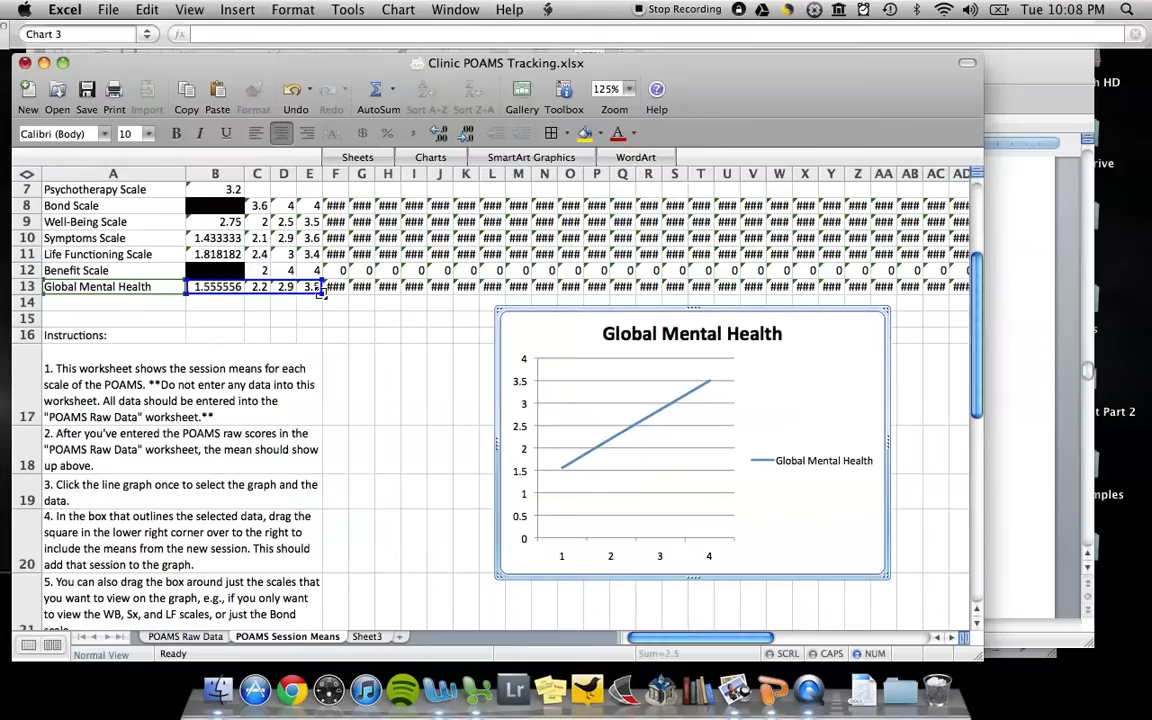 Excel File Edit View Insert Format Tools Chart Window Help Stop Recording Tue 10:08 PM
Chart 3 fx
Clinic POAMS Tracking.xlsx
HD
125%
New Open Save Print Import Copy Paste Format Undo Redo AutoSum Sort A-Z Sort Z-A Gallery Toolbox Zoom Help
Calibri (Body) 10 B I U $ % A
Sheets Charts SmartArt Graphics WordArt
A B C D E F G H I J K L M N O P Q R S T U V W X Y Z AA AB AC AD
7 Psychotherapy Scale 3.2
8 Bond Scale 3.6 4 4 ### ### ### ### ### ### ### ### ### ### ### ### ### ### ### ### ### ### ### ### ### ### ### ### ###
9 Well-Being Scale 2.75 2 2.5 3.5 ### ### ### ### ### ### ### ### ### ### ### ### ### ### ### ### ### ### ### ### ### ### ### ### ###
10 Symptoms Scale 1.433333 2.1 2.9 3.6 ### ### ### ### ### ### ### ### ### ### ### ### ### ### ### ### ### ### ### ### ### ### ### ### ###
11 Life Functioning Scale 1.818182 2.4 3 3.4 ### ### ### ### ### ### ### ### ### ### ### ### ### ### ### ### ### ### ### ### ### ### ### ### ###
12 Benefit Scale 2 4 4 0 0 0 0 0 0 0 0 0 0 0 0 0 0 0 0 0 0 0 0 0 0 0 0 0
13 Global Mental Health 1.555556 2.2 2.9 ### ### ### ### ### ### ### ### ### ### ### ### ### ### ### ### ### ### ### ### ### ### ### ### ###
14
15
16 Instructions:
1. This worksheet shows the session means for each
scale of the POAMS. **Do not enter any data into this
worksheet. All data should be entered into the
17 "POAMS Raw Data" worksheet.**
2. After you've entered the POAMS raw scores in the
"POAMS Raw Data" worksheet, the mean should show
18 up above.
3. Click the line graph once to select the graph and the
19 data.
4. In the box that outlines the selected data, drag the
square in the lower right corner over to the right to
include the means from the new session. This should
20 add that session to the graph.
5. You can also drag the box around just the scales that
you want to view on the graph, e.g., if you only want
to view the WB, Sx, and LF scales, or just the Bond
Global Mental Health
4
3.5
3
2.5
2
1.5
1
0.5
0
1 2 3 4
Global Mental Health
rive
t Part 2
mples
POAMS Raw Data POAMS Session Means Sheet3 +
Normal View Ready Sum=2.5 SCRL CAPS NUM
Lr